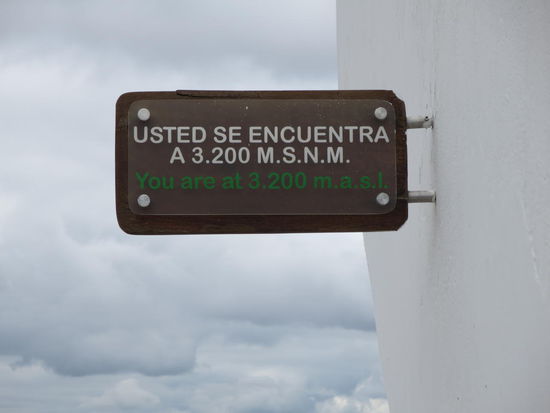 USTED SE ENCUENTRA
A 3.200 M.S.N.M.
You are at 3.200 m.a.s.l.